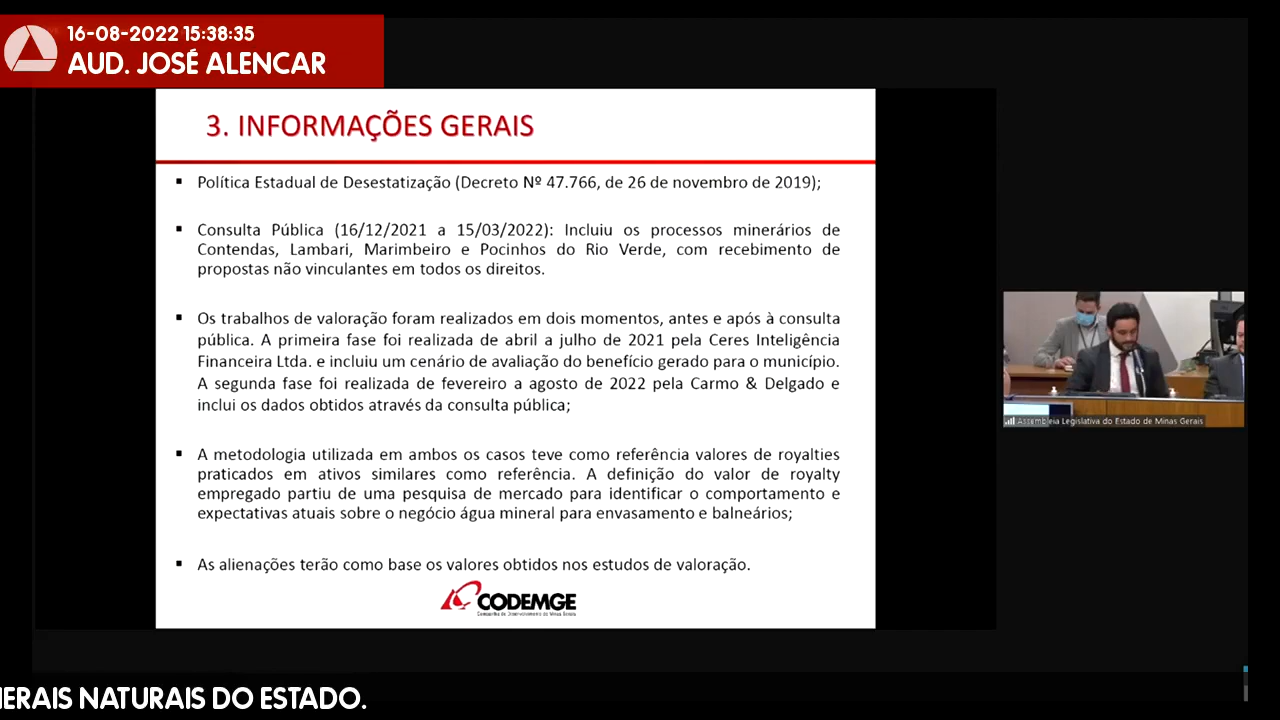 16-08-2022 15:38:35
AUD. JOSÉ ALENCAR
3. INFORMAÇÕES GERAIS
▪ Política Estadual de Desestatização (Decreto Nº 47.766, de 26 de novembro de 2019);
▪ Consulta Pública (16/12/2021 a 15/03/2022): Incluiu os processos minerários de
Contendas, Lambari, Marimbeiro e Pocinhos do Rio Verde, com recebimento de
propostas não vinculantes em todos os direitos.
▪ Os trabalhos de valoração foram realizados em dois momentos, antes e após à consulta
pública. A primeira fase foi realizada de abril a julho de 2021 pela Ceres Inteligência
Financeira Ltda. e incluiu um cenário de avaliação do benefício gerado para o município.
A segunda fase foi realizada de fevereiro a agosto de 2022 pela Carmo & Delgado e
inclui os dados obtidos através da consulta pública;
▪ A metodologia utilizada em ambos os casos teve como referência valores de royalties
praticados em ativos similares como referência. A definição do valor de royalty
empregado partiu de uma pesquisa de mercado para identificar o comportamento e
expectativas atuais sobre o negócio água mineral para envasamento e balneários;
▪ As alienações terão como base os valores obtidos nos estudos de valoração.
CODEMGE
Companhia de Desenvolvimento de Minas Gerais
Assembleia Legislativa do Estado de Minas Gerais
NERAIS NATURAIS DO ESTADO.